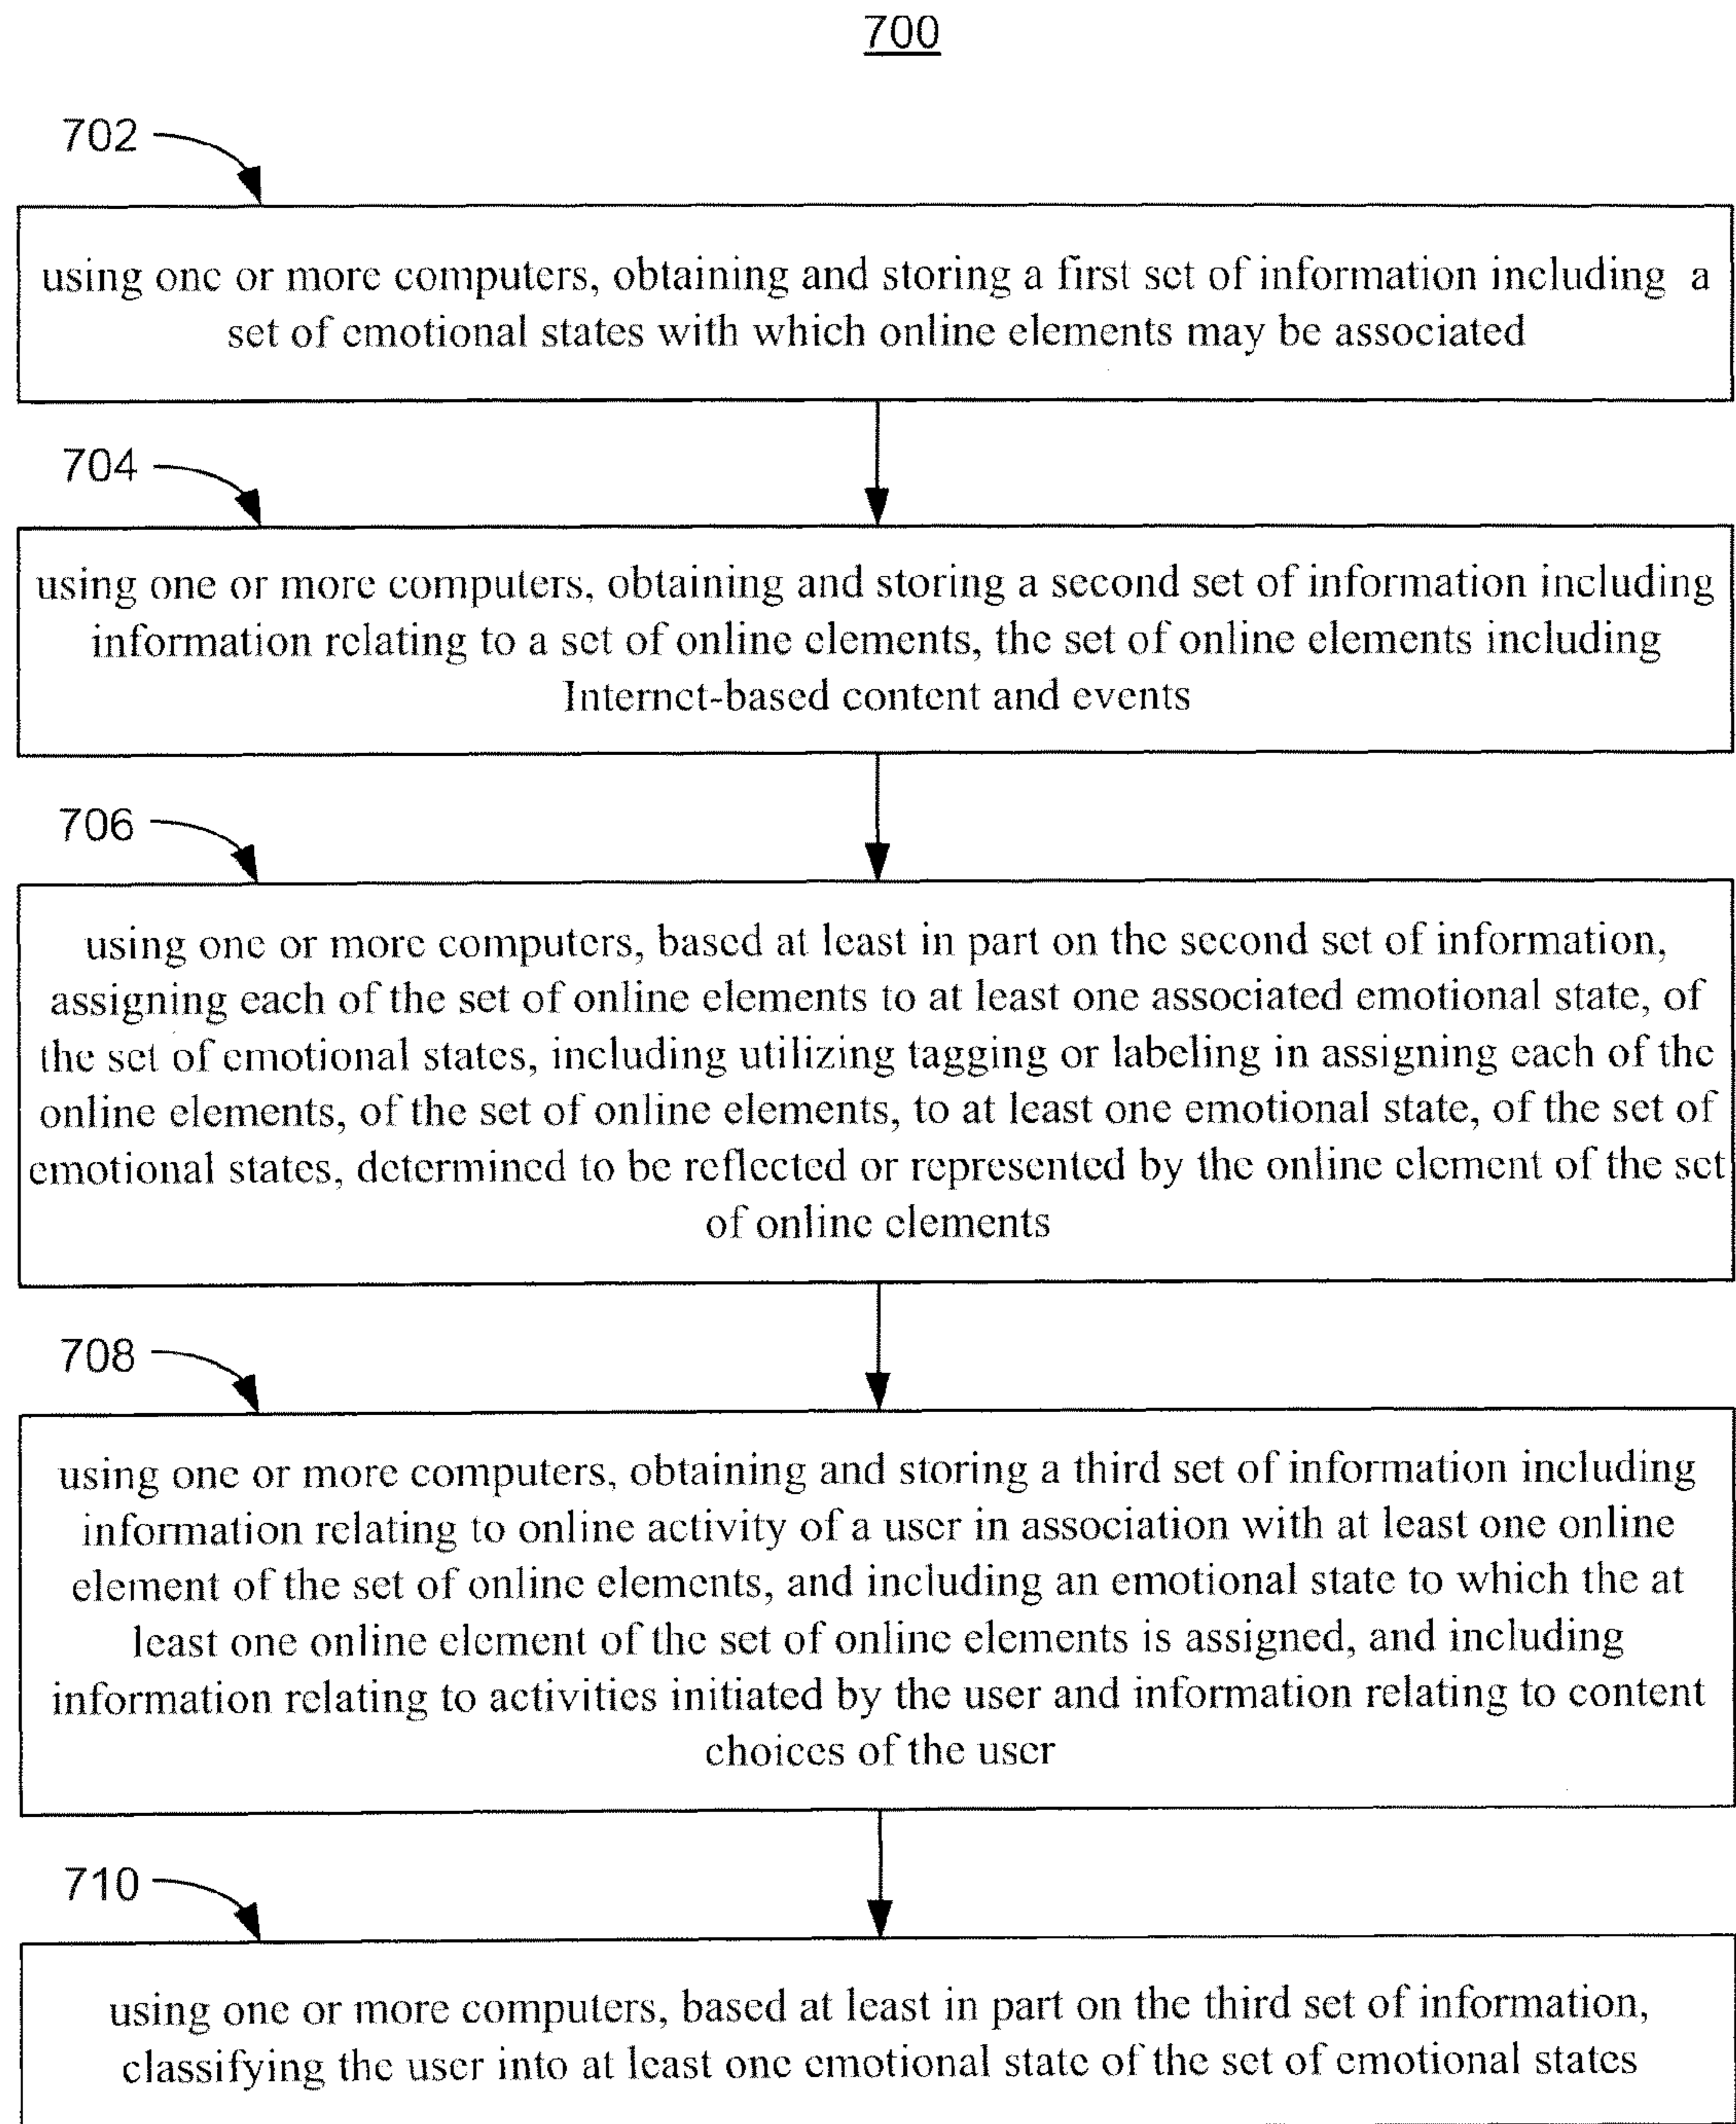 700
702
using one or more computers, obtaining and storing a first set of information including a
set of emotional states with which online elements may be associated
704
using one or more computers, obtaining and storing a second set of information including
information relating to a set of online elements, the set of online elements including
Internet-based content and events
706
using one or more computers, based at least in part on the second set of information,
assigning each of the set of online elements to at least one associated emotional state, of
the set of emotional states, including utilizing tagging or labeling in assigning each of the
online elements, of the set of online elements, to at least one emotional state, of the set of
emotional states, determined to be reflected or represented by the online element of the set
of online elements
708
using one or more computers, obtaining and storing a third set of information including
information relating to online activity of a user in association with at least one online
element of the set of online elements, and including an emotional state to which the at
least one online element of the set of online elements is assigned, and including
information relating to activities initiated by the user and information relating to content
choices of the user
710
using one or more computers, based at least in part on the third set of information,
classifying the user into at least one emotional state of the set of emotional states